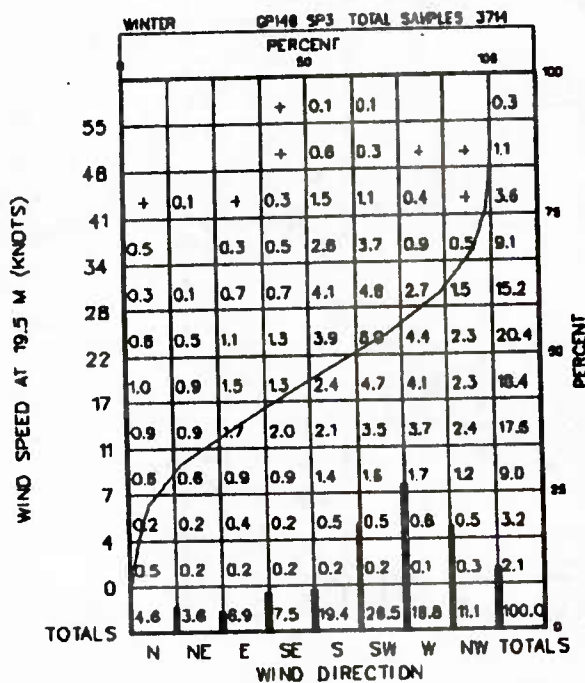 WINTER GP148 SP3 TOTAL SAMPLES 3714
PERCENT
0 50 100
100
+ 0.1 0.1 0.3
55
+ 0.6 0.3 + + 1.1
48
+ 0.1 + 0.3 1.5 1.1 0.4 + 3.6
41
75
0.5 0.3 0.5 2.6 3.7 0.9 0.5 9.1
34
0.3 0.1 0.7 0.7 4.1 4.8 2.7 1.5 15.2
28
0.6 0.5 1.1 1.3 3.9 4.4 2.3 20.4
22
50
1.0 0.9 1.5 1.3 2.4 4.7 4.1 2.3 18.4
17
0.9 0.9 1.7 2.0 2.1 3.5 3.7 2.4 17.6
11
0.6 0.9 0.9 1.4 1.7 1.2 9.0
7
25
0.2 0.2 0.4 0.2 0.5 0.5 0.6 0.5 3.2
4
0.5 0.2 0.2 0.2 0.2 0.2 0.1 0.3 2.1
0
4.6 3.6 6.9 7.5 19.4 28.5 18.8 11.1 100.0
0
TOTALS N NE E SE S SW W NW TOTALS
WIND DIRECTION
WIND SPEED AT 19.5 M (KNOTS)
PERCENT